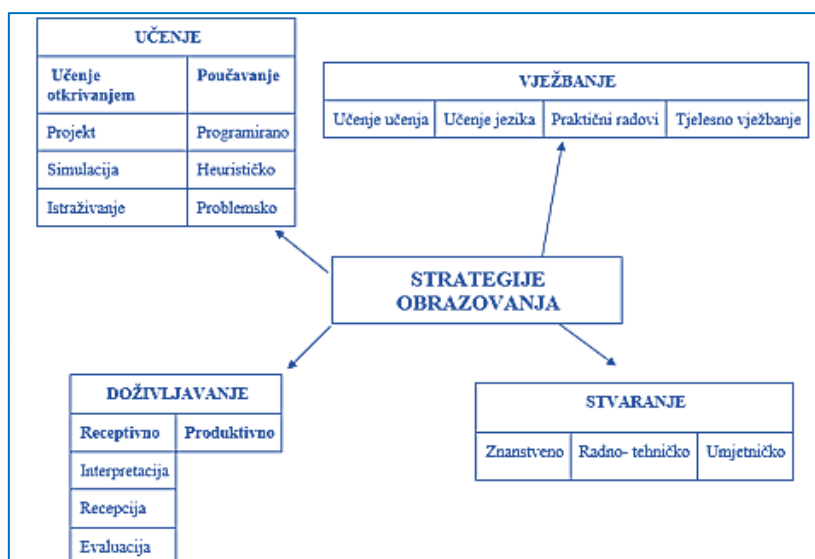 UČENJE
Učenje otkrivanjem
Poučavanje
Projekt
Programirano
Simulacija
Heurističko
Istraživanje
Problemsko
VJEŽBANJE
Učenje učenja
Učenje jezika
Praktični radovi
Tjelesno vježbanje
STRATEGIJE
OBRAZOVANJA
DOŽIVLJAVANJE
Receptivno
Produktivno
Interpretacija
Recepcija
Evaluacija
STVARANJE
Znanstveno
Radno- tehničko
Umjetničko